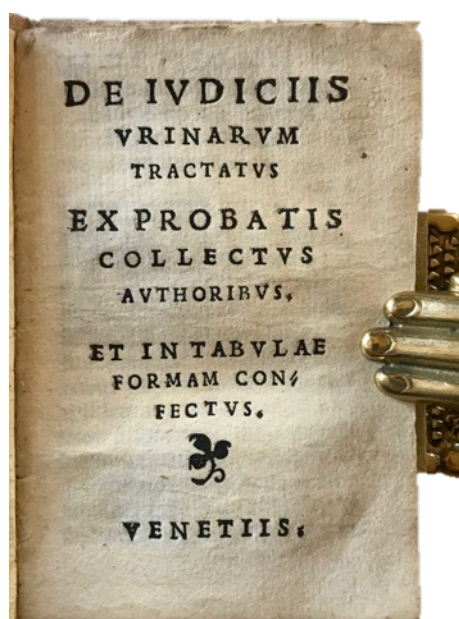 DE IVDICIIS
VRINARVM
TRACTATVS
EX PROBATIS
COLLECTVS
AVTHORIBVS.
ET IN TABVLAE
FORMAM CON⸗
FECTVS.
VENETIIS.